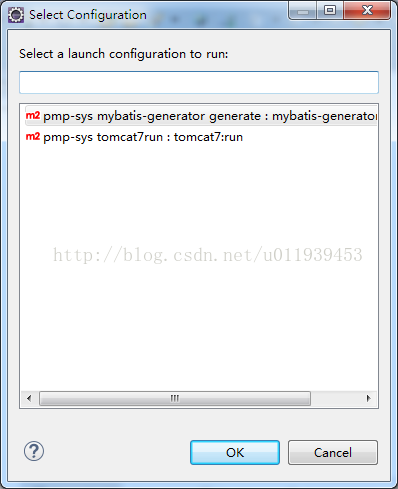 Select Configuration
Select a launch configuration to run:
m2 pmp-sys mybatis-generator generate : mybatis-generator
m2 pmp-sys tomcat7run : tomcat7:run
http://blog.csdn.net/u011939453
?
OK
Cancel